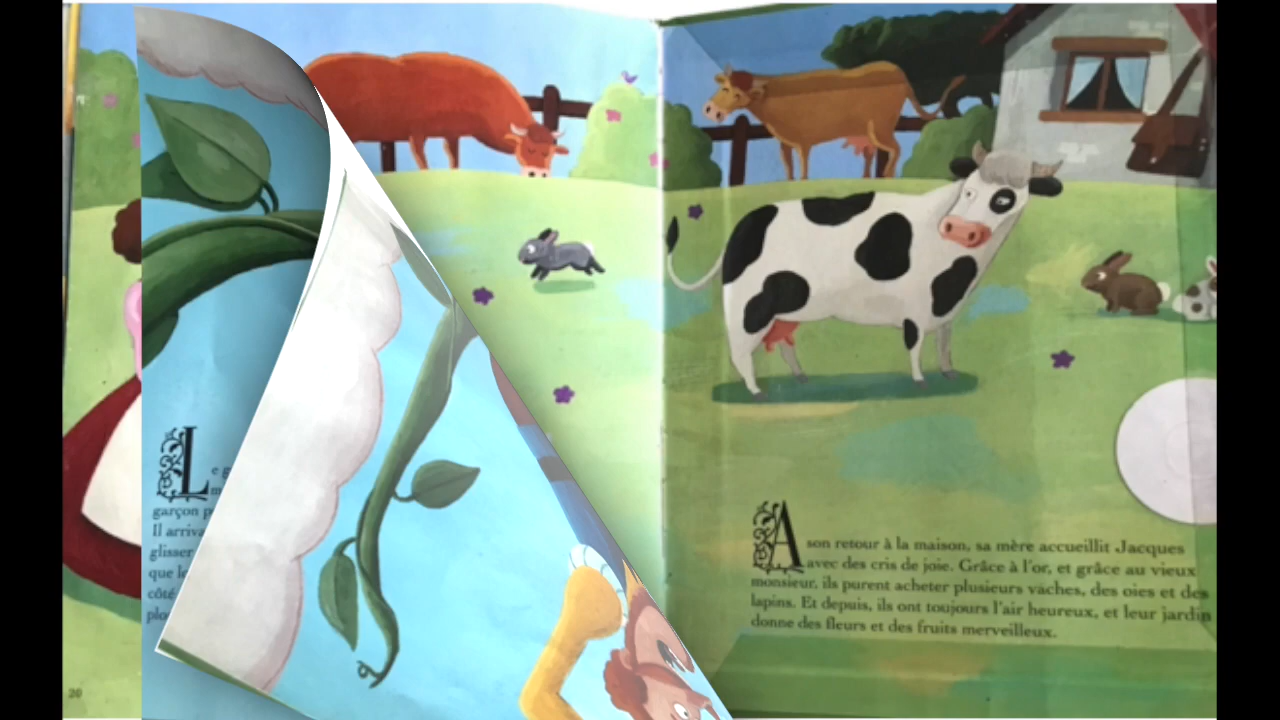 Le g
m
garçon p
Il arriva
glisser
que le
côté
plo
20
A son retour à la maison, sa mère accueillit Jacques
avec des cris de joie. Grâce à l'or, et grâce au vieux
monsieur, ils purent acheter plusieurs vaches, des oies et des
lapins. Et depuis, ils ont toujours l'air heureux, et leur jardin
donne des fleurs et des fruits merveilleux.